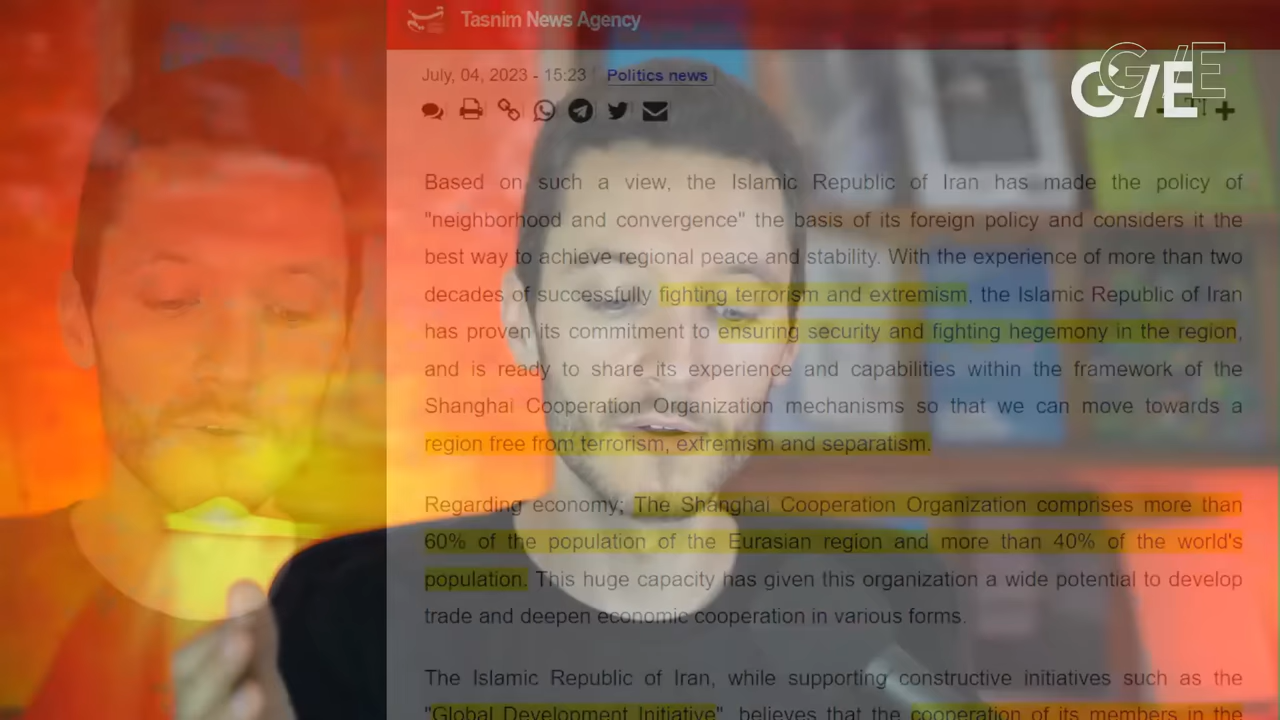 Tasnim News Agency
G/E
G/E
July, 04, 2023 - 15:23
Politics news
Based on such a view, the Islamic Republic of Iran has made the policy of
"neighborhood and convergence" the basis of its foreign policy and considers it the
best way to achieve regional peace and stability. With the experience of more than two
decades of successfully fighting terrorism and extremism, the Islamic Republic of Iran
has proven its commitment to ensuring security and fighting hegemony in the region,
and is ready to share its experience and capabilities within the framework of the
Shanghai Cooperation Organization mechanisms so that we can move towards a
region free from terrorism, extremism and separatism.
Regarding economy; The Shanghai Cooperation Organization comprises more than
60% of the population of the Eurasian region and more than 40% of the world's
population. This huge capacity has given this organization a wide potential to develop
trade and deepen economic cooperation in various forms.
The Islamic Republic of Iran, while supporting constructive initiatives such as the
"Global Development Initiative", believes that the cooperation of its members in the